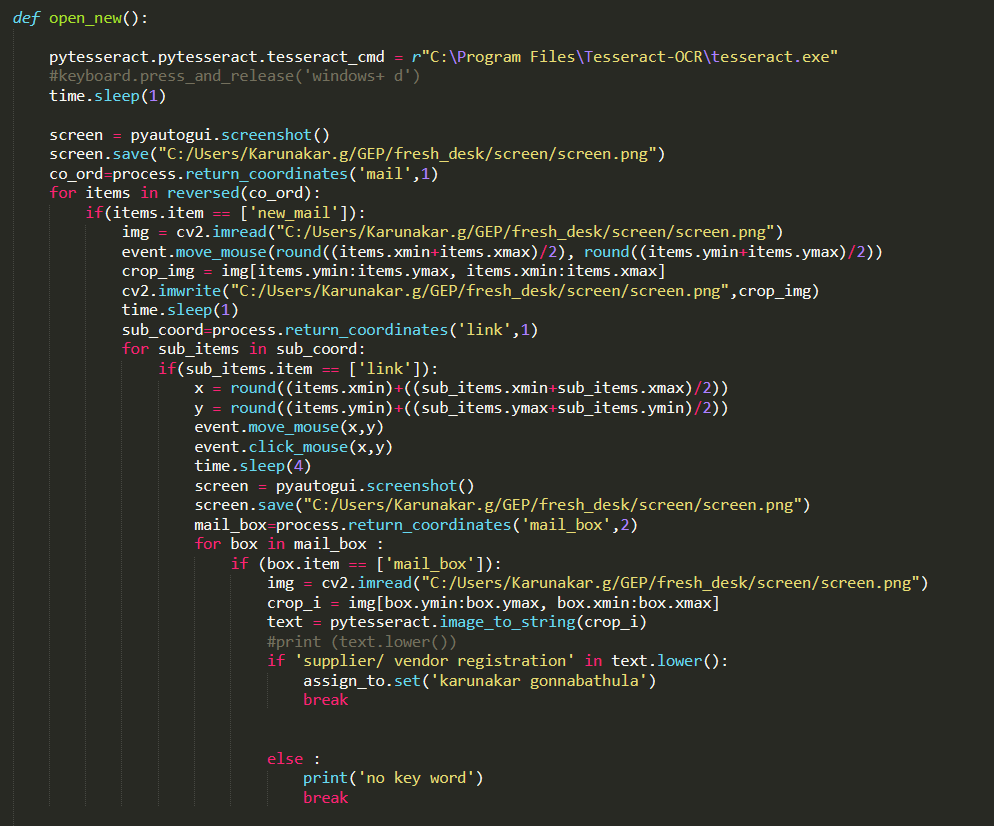 def open_new():
    pytesseract.pytesseract.tesseract_cmd = r"C:\Program Files\Tesseract-OCR\tesseract.exe"
    #keyboard.press_and_release('windows+ d')
    time.sleep(1)
    screen = pyautogui.screenshot()
    screen.save("C:/Users/Karunakar.g/GEP/fresh_desk/screen/screen.png")
    co_ord=process.return_coordinates('mail',1)
    for items in reversed(co_ord):
        if(items.item == ['new_mail']):
            img = cv2.imread("C:/Users/Karunakar.g/GEP/fresh_desk/screen/screen.png")
            event.move_mouse(round((items.xmin+items.xmax)/2), round((items.ymin+items.ymax)/2))
            crop_img = img[items.ymin:items.ymax, items.xmin:items.xmax]
            cv2.imwrite("C:/Users/Karunakar.g/GEP/fresh_desk/screen/screen.png",crop_img)
            time.sleep(1)
            sub_coord=process.return_coordinates('link',1)
            for sub_items in sub_coord:
                if(sub_items.item == ['link']):
                    x = round((items.xmin)+((sub_items.xmin+sub_items.xmax)/2))
                    y = round((items.ymin)+((sub_items.ymax+sub_items.ymin)/2))
                    event.move_mouse(x,y)
                    event.click_mouse(x,y)
                    time.sleep(4)
                    screen = pyautogui.screenshot()
                    screen.save("C:/Users/Karunakar.g/GEP/fresh_desk/screen/screen.png")
                    mail_box=process.return_coordinates('mail_box',2)
                    for box in mail_box :
                        if (box.item == ['mail_box']):
                            img = cv2.imread("C:/Users/Karunakar.g/GEP/fresh_desk/screen/screen.png")
                            crop_i = img[box.ymin:box.ymax, box.xmin:box.xmax]
                            text = pytesseract.image_to_string(crop_i)
                            #print (text.lower())
                            if 'supplier/ vendor registration' in text.lower():
                                assign_to.set('karunakar gonnabathula')
                                break
                            else :
                                print('no key word')
                                break